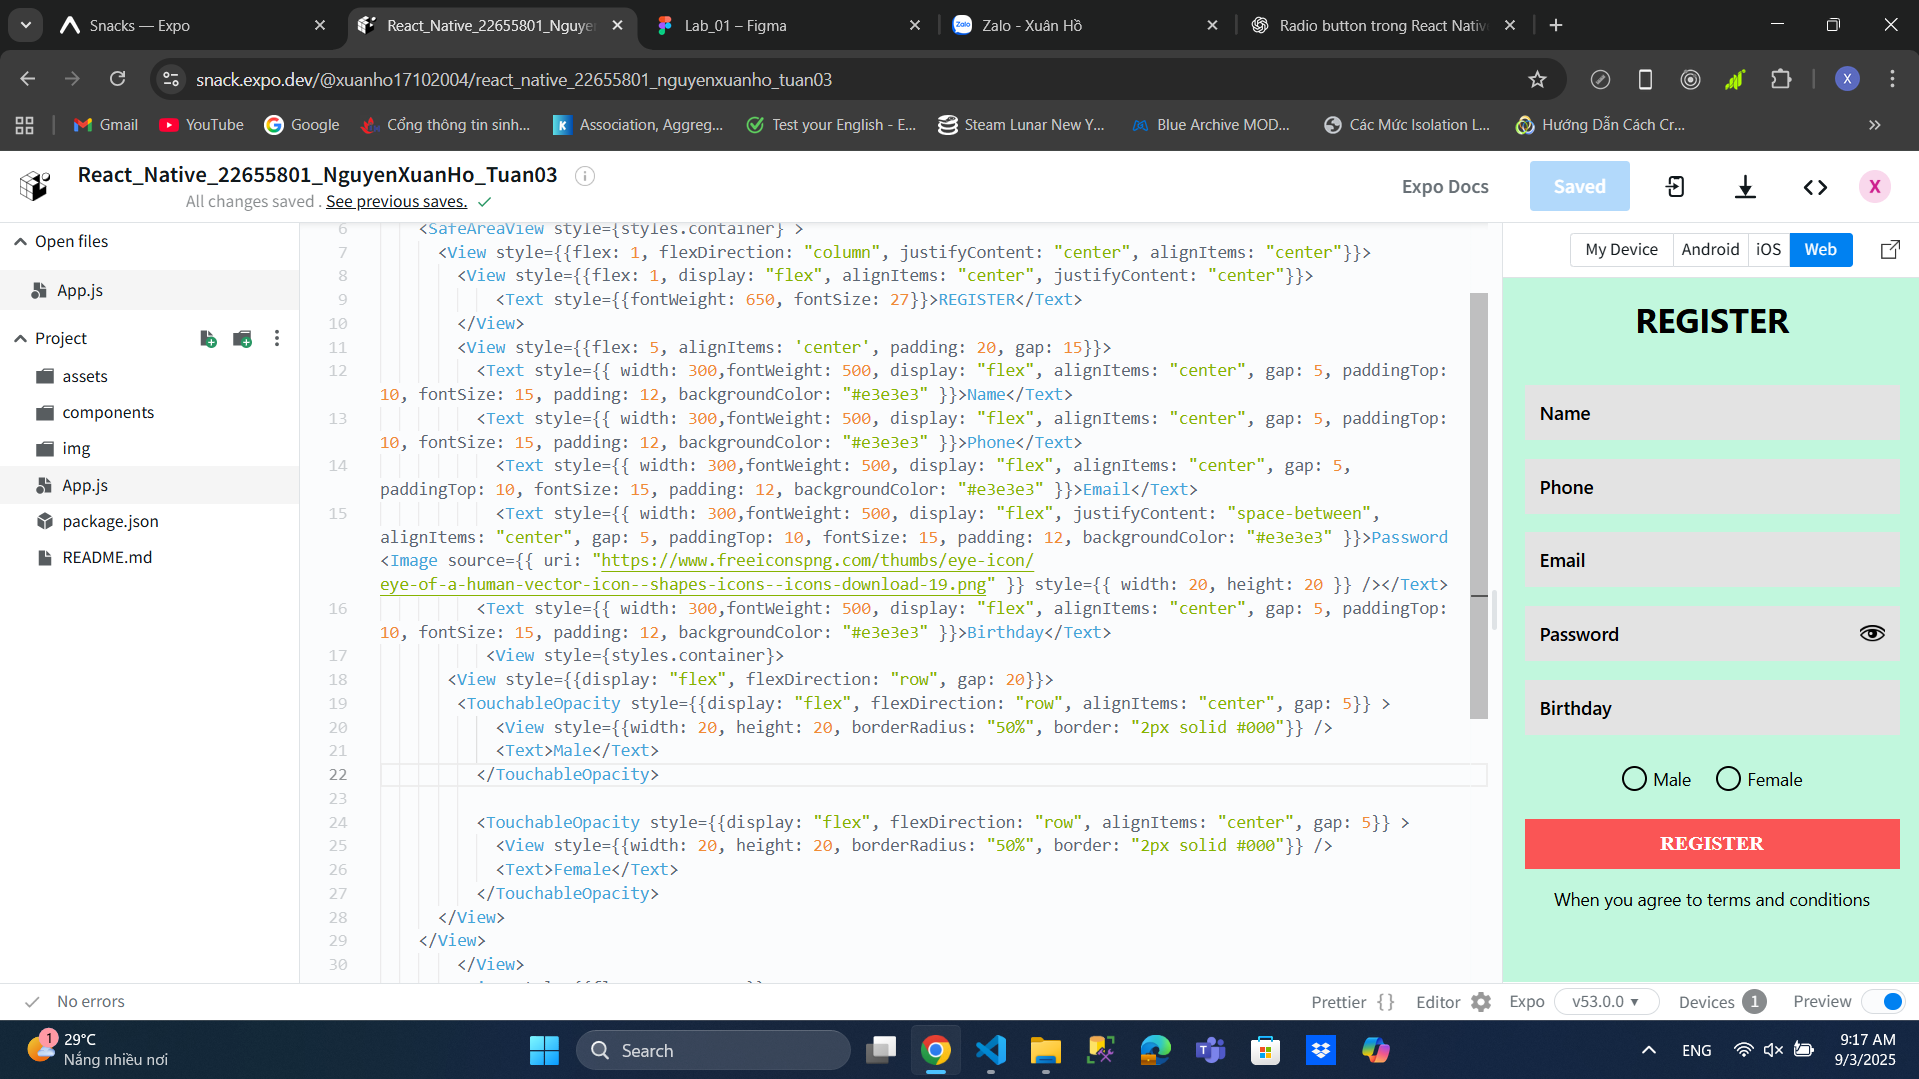 Snacks — Expo
React_Native_22655801_Nguyen
Lab_01 – Figma
Zalo - Xuân Hồ
Radio button trong React Nativ
snack.expo.dev/@xuanho17102004/react_native_22655801_nguyenxuanho_tuan03
X
Gmail
YouTube
Google
Cổng thông tin sinh...
Association, Aggreg...
Test your English - E...
Steam Lunar New Y...
Blue Archive MOD...
Các Mức Isolation L...
Hướng Dẫn Cách Cr...
React_Native_22655801_NguyenXuanHo_Tuan03
All changes saved . See previous saves.
Expo Docs
Saved
X
Open files
App.js
Project
assets
components
img
App.js
package.json
README.md
6 <SafeAreaView style={styles.container} >
7 <View style={{flex: 1, flexDirection: "column", justifyContent: "center", alignItems: "center"}}>
8 <View style={{flex: 1, display: "flex", alignItems: "center", justifyContent: "center"}}>
9 <Text style={{fontWeight: 650, fontSize: 27}}>REGISTER</Text>
10 </View>
11 <View style={{flex: 5, alignItems: 'center', padding: 20, gap: 15}}>
12 <Text style={{ width: 300,fontWeight: 500, display: "flex", alignItems: "center", gap: 5, paddingTop:
10, fontSize: 15, padding: 12, backgroundColor: "#e3e3e3" }}>Name</Text>
13 <Text style={{ width: 300,fontWeight: 500, display: "flex", alignItems: "center", gap: 5, paddingTop:
10, fontSize: 15, padding: 12, backgroundColor: "#e3e3e3" }}>Phone</Text>
14 <Text style={{ width: 300,fontWeight: 500, display: "flex", alignItems: "center", gap: 5,
paddingTop: 10, fontSize: 15, padding: 12, backgroundColor: "#e3e3e3" }}>Email</Text>
15 <Text style={{ width: 300,fontWeight: 500, display: "flex", justifyContent: "space-between",
alignItems: "center", gap: 5, paddingTop: 10, fontSize: 15, padding: 12, backgroundColor: "#e3e3e3" }}>Password
<Image source={{ uri: "https://www.freeiconspng.com/thumbs/eye-icon/
eye-of-a-human-vector-icon--shapes-icons--icons-download-19.png" }} style={{ width: 20, height: 20 }} /></Text>
16 <Text style={{ width: 300,fontWeight: 500, display: "flex", alignItems: "center", gap: 5, paddingTop:
10, fontSize: 15, padding: 12, backgroundColor: "#e3e3e3" }}>Birthday</Text>
17 <View style={styles.container}>
18 <View style={{display: "flex", flexDirection: "row", gap: 20}}>
19 <TouchableOpacity style={{display: "flex", flexDirection: "row", alignItems: "center", gap: 5}} >
20 <View style={{width: 20, height: 20, borderRadius: "50%", border: "2px solid #000"}} />
21 <Text>Male</Text>
22 </TouchableOpacity>
23
24 <TouchableOpacity style={{display: "flex", flexDirection: "row", alignItems: "center", gap: 5}} >
25 <View style={{width: 20, height: 20, borderRadius: "50%", border: "2px solid #000"}} />
26 <Text>Female</Text>
27 </TouchableOpacity>
28 </View>
29 </View>
30 </View>
My Device
Android
iOS
Web
REGISTER
Name
Phone
Email
Password
Birthday
Male
Female
REGISTER
When you agree to terms and conditions
No errors
Prettier {}
Editor
Expo
v53.0.0
Devices 1
Preview
1
29°C
Nắng nhiều nơi
Search
ENG
9:17 AM
9/3/2025